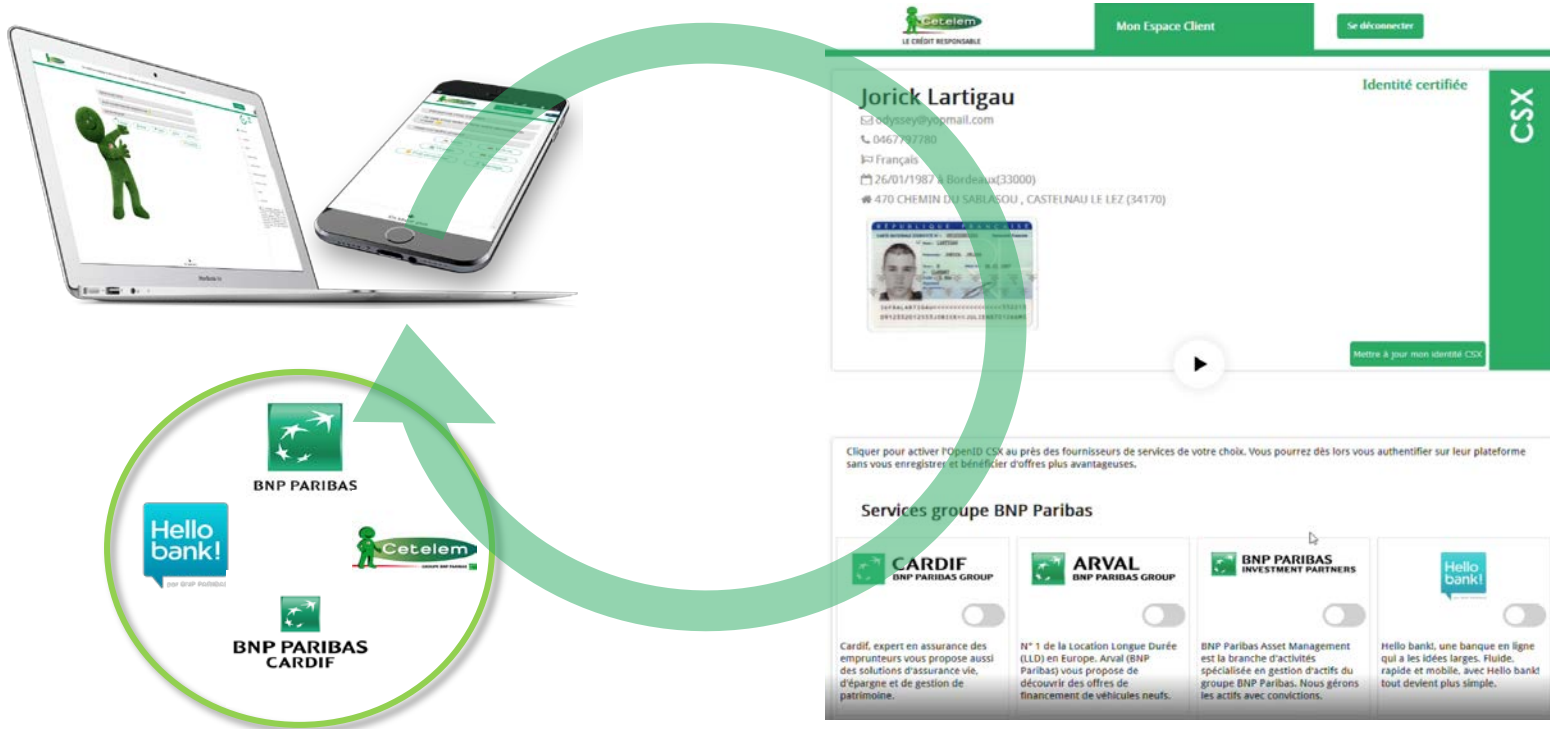 Cetelem
LE CRÉDIT RESPONSABLE
Mon Espace Client
Se déconnecter
Jorick Lartigau
Identité certifiée
CSX
odyssey@yopmail.com
0467797780
Français
26/01/1987 à Bordeaux(33000)
470 CHEMIN DU SABLASOU , CASTELNAU LE LEZ (34170)
RÉPUBLIQUE FRANÇAISE
Mettre à jour mon identité CSX
BNP PARIBAS
Hello
bank!
par BNP PARIBAS
Cetelem
GROUPE BNP PARIBAS
BNP PARIBAS
CARDIF
Cliquer pour activer l'OpenID CSX au près des fournisseurs de services de votre choix. Vous pourrez dès lors vous authentifier sur leur plateforme
sans vous enregistrer et bénéficier d'offres plus avantageuses.
Services groupe BNP Paribas
CARDIF
BNP PARIBAS GROUP
Cardif, expert en assurance des
emprunteurs vous propose aussi
des solutions d'assurance vie,
d'épargne et de gestion de
patrimoine.
ARVAL
BNP PARIBAS GROUP
N° 1 de la Location Longue Durée
(LLD) en Europe. Arval (BNP
Paribas) vous propose de
découvrir des offres de
financement de véhicules neufs.
BNP PARIBAS
INVESTMENT PARTNERS
BNP Paribas Asset Management
est la branche d'activités
spécialisée en gestion d'actifs du
groupe BNP Paribas. Nous gérons
les actifs avec convictions.
Hello
bank!
Hello bank!, une banque en ligne
qui a les idées larges. Fluide,
rapide et mobile, avec Hello bank!
tout devient plus simple.